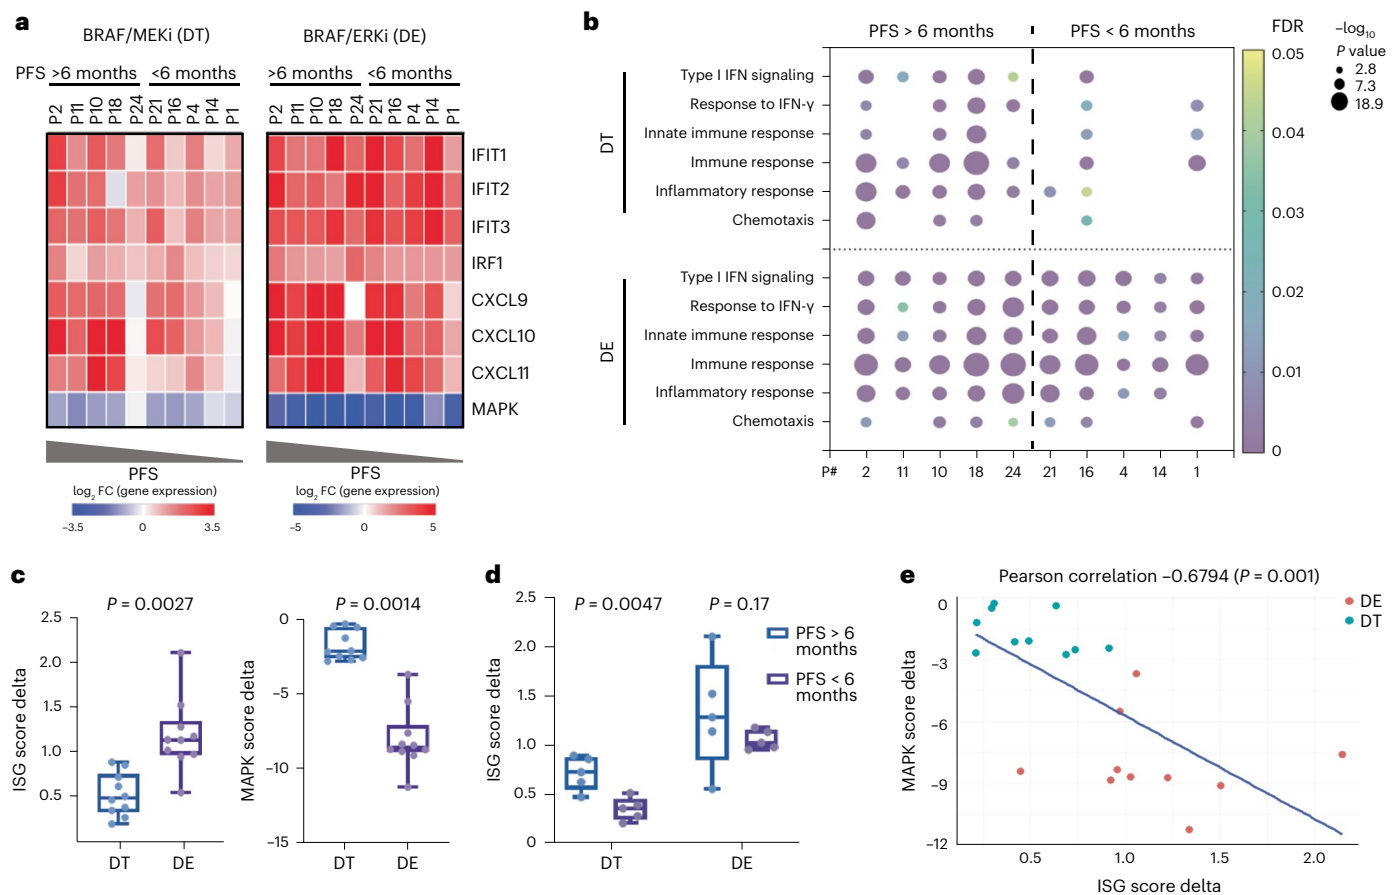 a
BRAF/MEKi (DT)
BRAF/ERKi (DE)
PFS >6 months <6 months
>6 months <6 months
P2 P11 P10 P18 P24 P21 P16 P4 P14 P1
P2 P11 P10 P18 P24 P21 P16 P4 P14 P1
IFIT1
IFIT2
IFIT3
IRF1
CXCL9
CXCL10
CXCL11
MAPK
PFS
PFS
log2 FC (gene expression)
log2 FC (gene expression)
−3.5 0 3.5
−5 0 5
b
PFS > 6 months
PFS < 6 months
DT
Type I IFN signaling
Response to IFN-γ
Innate immune response
Immune response
Inflammatory response
Chemotaxis
DE
Type I IFN signaling
Response to IFN-γ
Innate immune response
Immune response
Inflammatory response
Chemotaxis
P# 2 11 10 18 24 21 16 4 14 1
FDR
0.05
0.04
0.03
0.02
0.01
0
−log10
P value
2.8
7.3
18.9
c
P = 0.0027
ISG score delta
2.5
2.0
1.5
1.0
0.5
DT DE
P = 0.0014
MAPK score delta
0
−5
−10
−15
DT DE
d
P = 0.0047
P = 0.17
ISG score delta
2.5
2.0
1.5
1.0
0.5
0
DT DE
PFS > 6
months
PFS < 6
months
e
Pearson correlation −0.6794 (P = 0.001)
DE
DT
MAPK score delta
0
−3
−6
−9
−12
0.5 1.0 1.5 2.0
ISG score delta